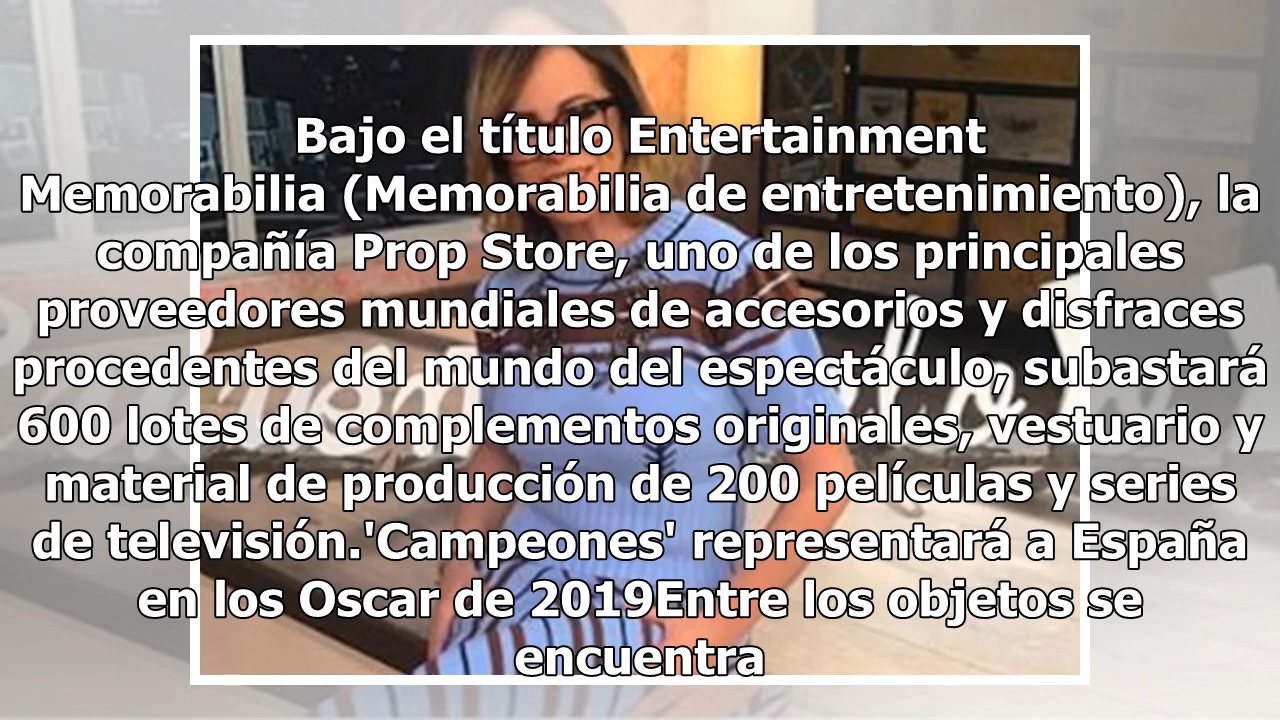 Bajo el título Entertainment
Memorabilia (Memorabilia de entretenimiento), la
compañía Prop Store, uno de los principales
proveedores mundiales de accesorios y disfraces
procedentes del mundo del espectáculo, subastará
600 lotes de complementos originales, vestuario y
material de producción de 200 películas y series
de televisión.'Campeones' representará a España
en los Oscar de 2019Entre los objetos se
encuentra